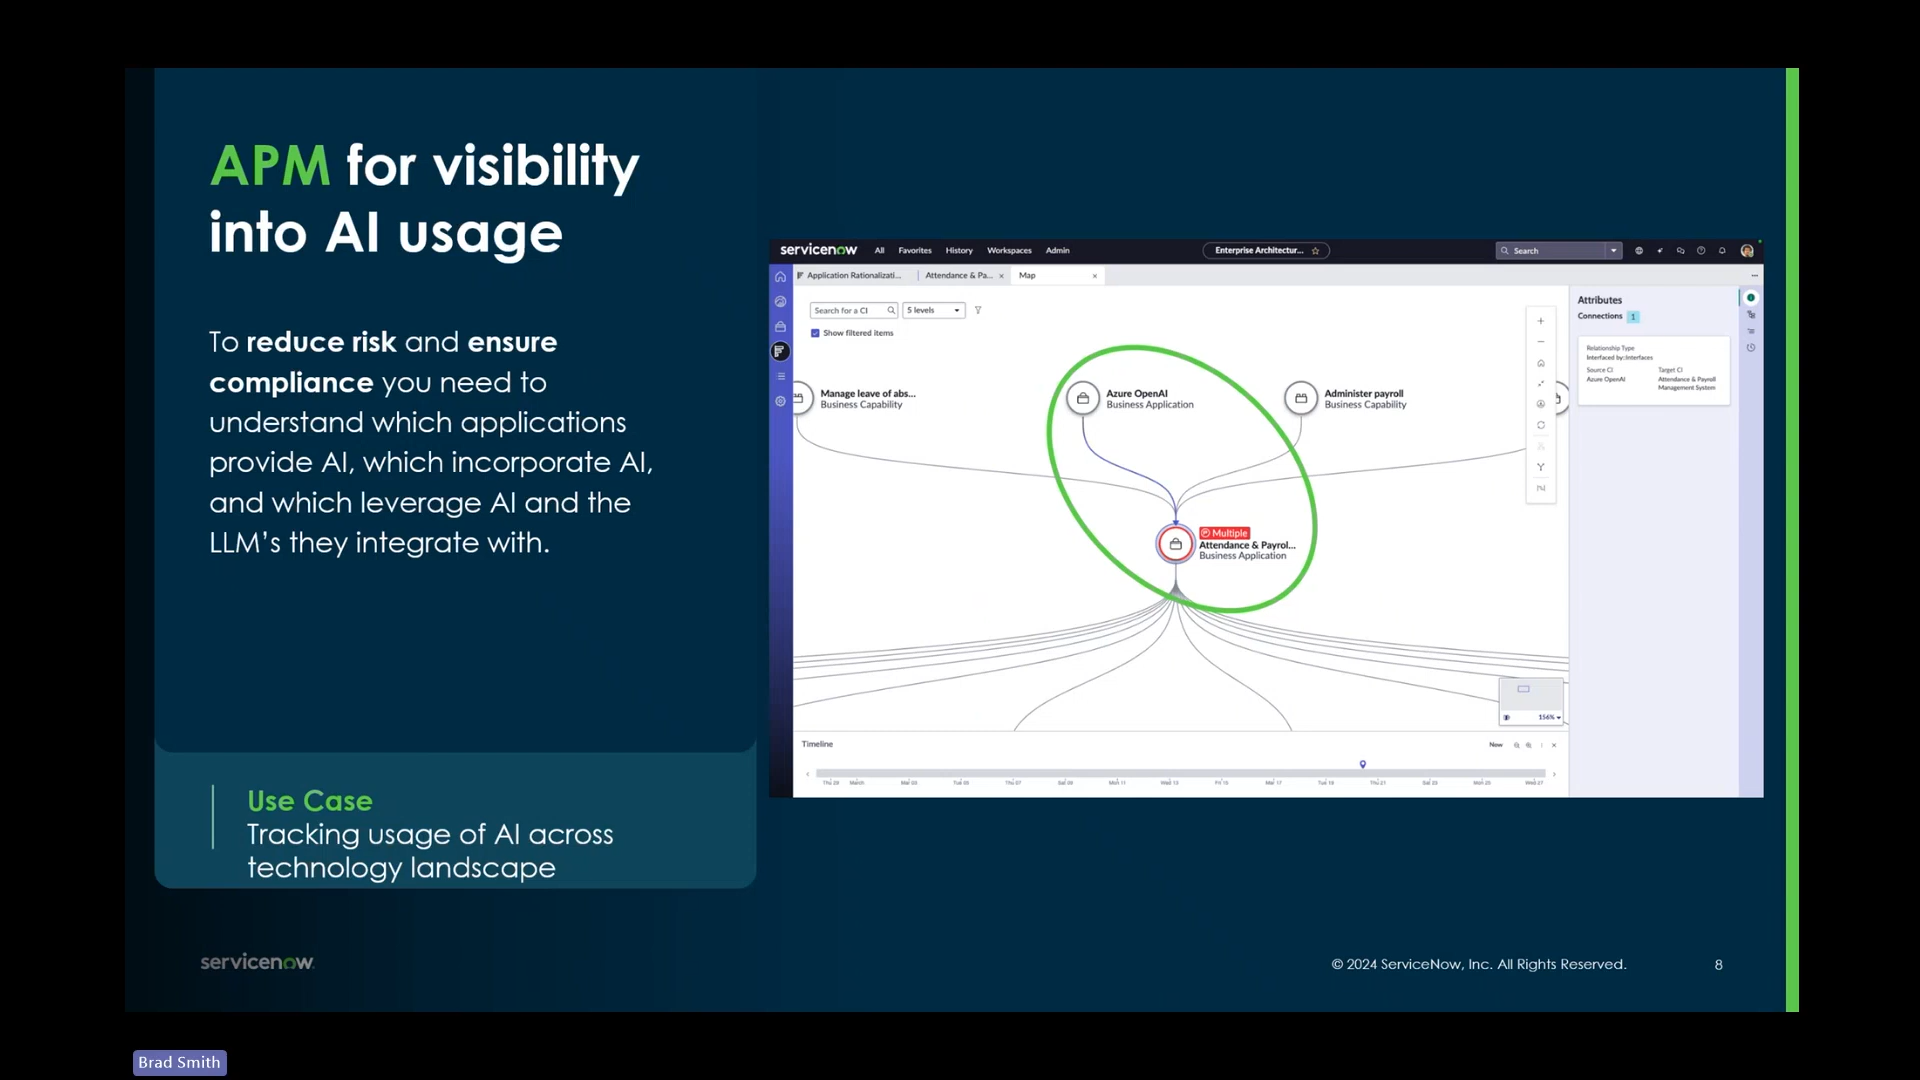 APM for visibility
into AI usage
To reduce risk and ensure
compliance you need to
understand which applications
provide AI, which incorporate AI,
and which leverage AI and the
LLM’s they integrate with.
Use Case
Tracking usage of AI across
technology landscape
servicenow
All Favorites History Workspaces Admin
Enterprise Architectur...
Search
Application Rationalizati...
Attendance & Pa...
Map
Search for a CI
5 levels
Show filtered items
Manage leave of abs...
Business Capability
Azure OpenAI
Business Application
Administer payroll
Business Capability
Multiple
Attendance & Payrol...
Business Application
156%
Attributes
Connections 1
Relationship Type
Interfaced by::Interfaces
Source CI
Azure OpenAI
Target CI
Attendance & Payroll
Management System
Timeline
Now
Thu 29 March Mar 03 Tue 05 Thu 07 Sat 09 Mon 11 Wed 13 Fri 15 Mar 17 Tue 19 Thu 21 Sat 23 Mon 25 Wed 27
servicenow.
© 2024 ServiceNow, Inc. All Rights Reserved.
8
Brad Smith